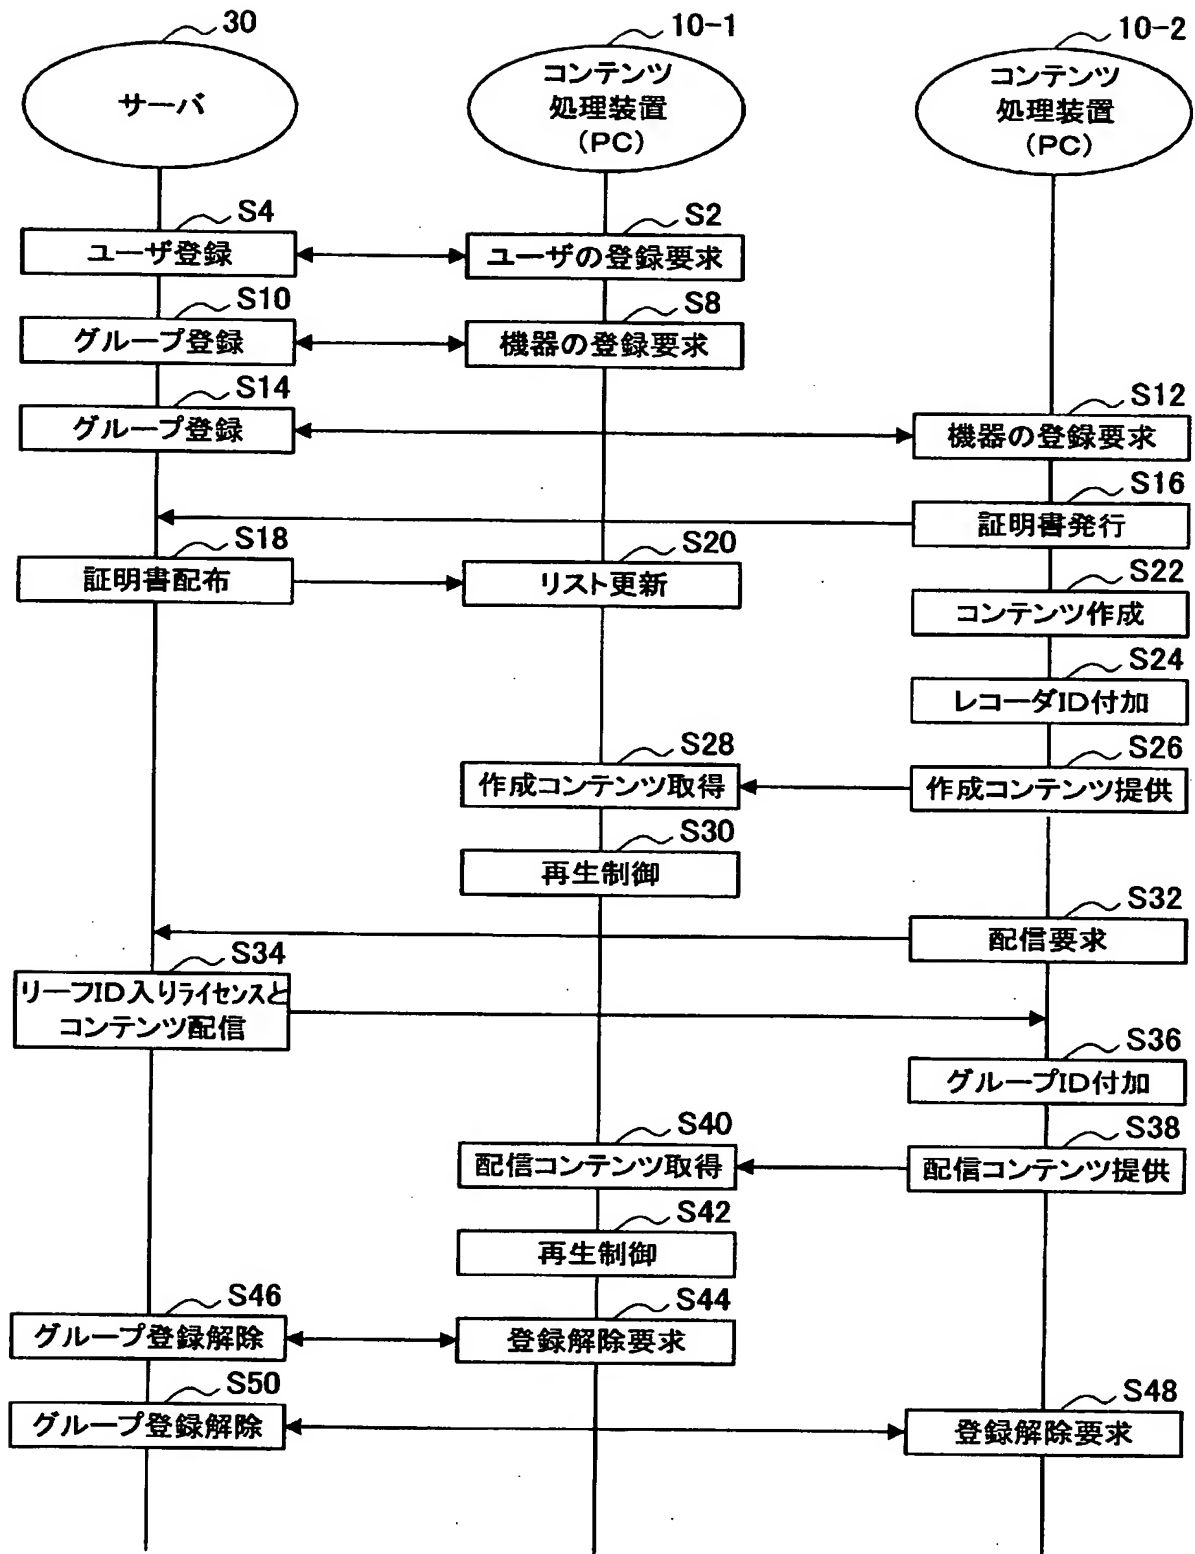 30
サーバ
10-1
コンテンツ
処理装置
(PC)
10-2
コンテンツ
処理装置
(PC)
S4
ユーザ登録
S2
ユーザの登録要求
S10
グループ登録
S8
機器の登録要求
S14
グループ登録
S12
機器の登録要求
S16
証明書発行
S18
証明書配布
S20
リスト更新
S22
コンテンツ作成
S24
レコーダID付加
S28
作成コンテンツ取得
S26
作成コンテンツ提供
S30
再生制御
S32
配信要求
S34
リーフID入りライセンスと
コンテンツ配信
S36
グループID付加
S40
配信コンテンツ取得
S38
配信コンテンツ提供
S42
再生制御
S46
グループ登録解除
S44
登録解除要求
S50
グループ登録解除
S48
登録解除要求